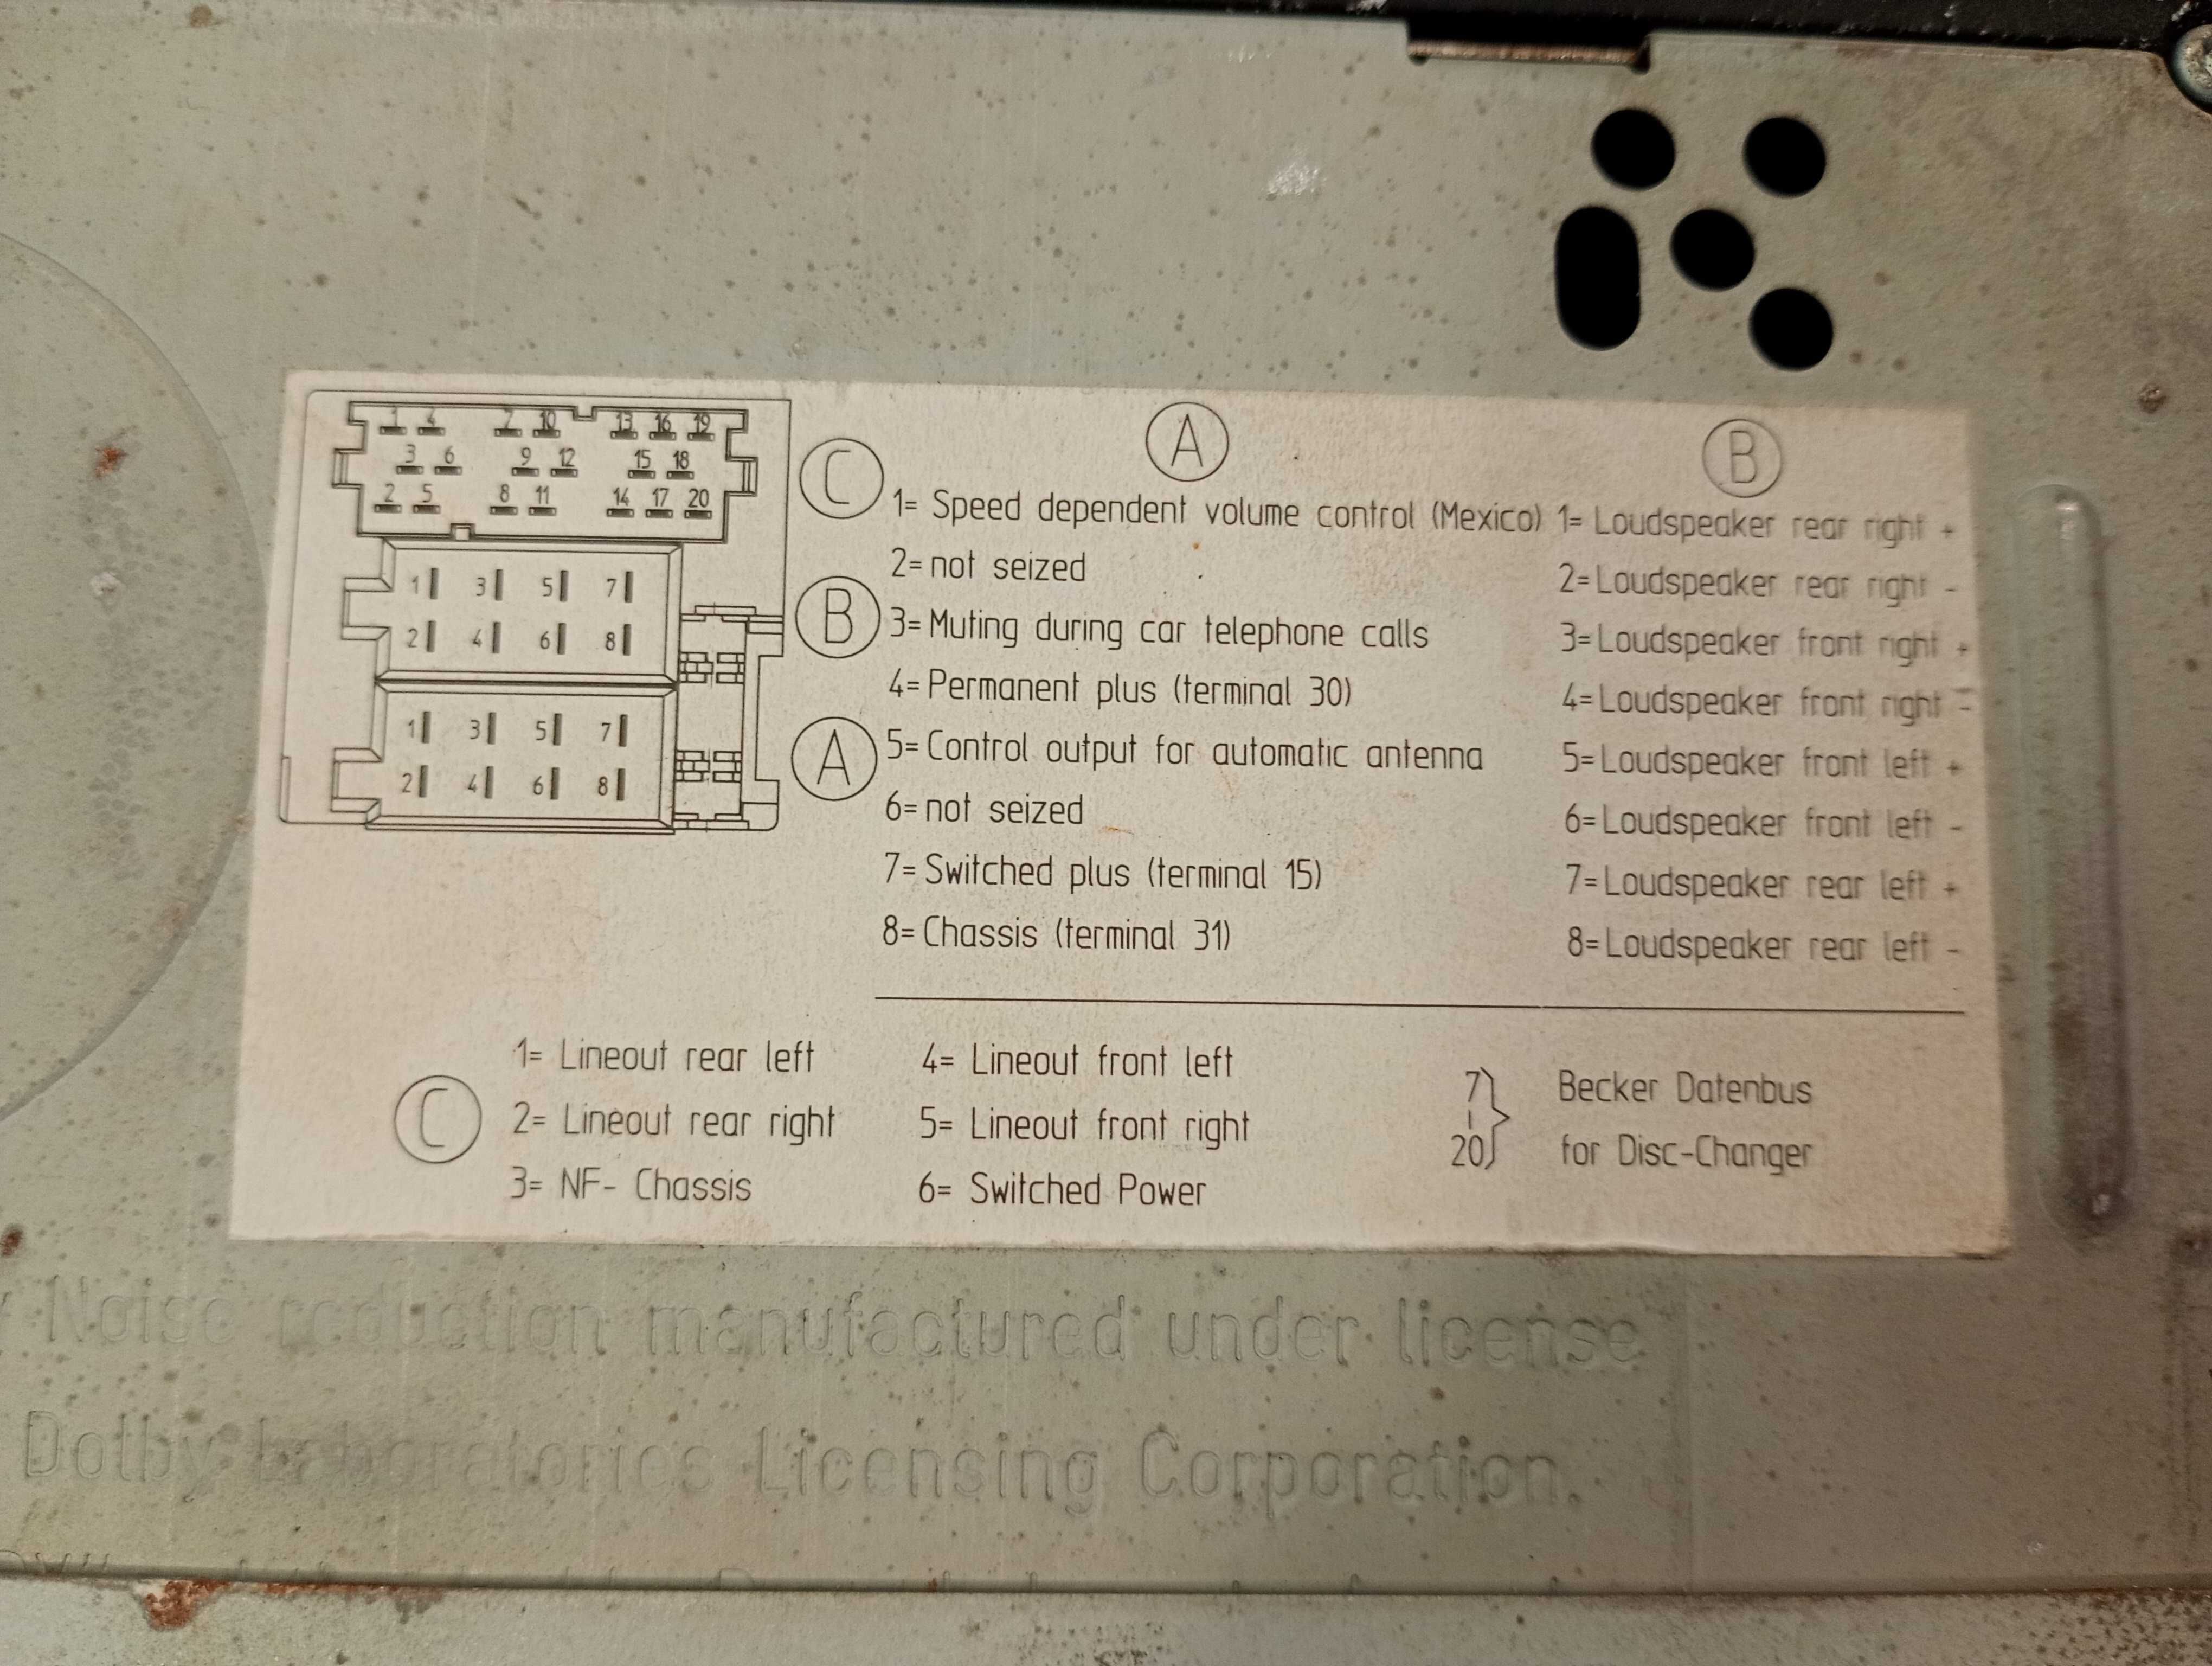 1 4 7 10 13 16 19
3 6 9 12 15 18
2 5 8 11 14 17 20
C
1 3 5 7
2 4 6 8
B
1 3 5 7
2 4 6 8
A
A
1= Speed dependent volume control (Mexico)
2= not seized
3= Muting during car telephone calls
4= Permanent plus (terminal 30)
5= Control output for automatic antenna
6= not seized
7= Switched plus (terminal 15)
8= Chassis (terminal 31)
B
1= Loudspeaker rear right +
2= Loudspeaker rear right -
3= Loudspeaker front right +
4= Loudspeaker front right -
5= Loudspeaker front left +
6= Loudspeaker front left -
7= Loudspeaker rear left +
8= Loudspeaker rear left -
C
1= Lineout rear left
2= Lineout rear right
3= NF- Chassis
4= Lineout front left
5= Lineout front right
6= Switched Power
7 - 20 } Becker Datenbus
for Disc-Changer
Noise reduction manufactured under license
Dolby Laboratories Licensing Corporation.